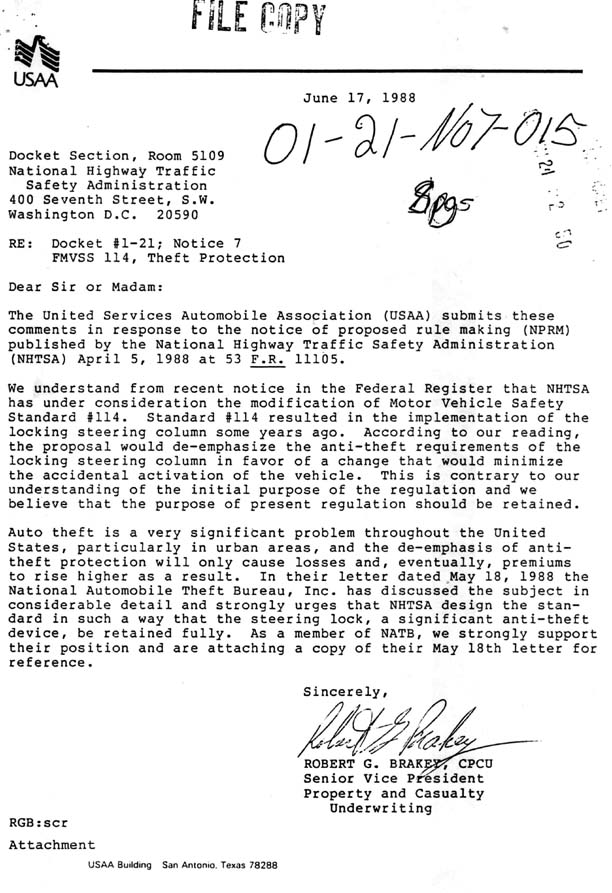 FILE COPY
USAA
June 17, 1988
01-21-N07-015
8pgs
Docket Section, Room 5109
National Highway Traffic
Safety Administration
400 Seventh Street, S.W.
Washington D.C. 20590
RE: Docket #1-21; Notice 7
FMVSS 114, Theft Protection
Dear Sir or Madam:
The United Services Automobile Association (USAA) submits these
comments in response to the notice of proposed rule making (NPRM)
published by the National Highway Traffic Safety Administration
(NHTSA) April 5, 1988 at 53 F.R. 11105.
We understand from recent notice in the Federal Register that NHTSA
has under consideration the modification of Motor Vehicle Safety
Standard #114. Standard #114 resulted in the implementation of the
locking steering column some years ago. According to our reading,
the proposal would de-emphasize the anti-theft requirements of the
locking steering column in favor of a change that would minimize
the accidental activation of the vehicle. This is contrary to our
understanding of the initial purpose of the regulation and we
believe that the purpose of present regulation should be retained.
Auto theft is a very significant problem throughout the United
States, particularly in urban areas, and the de-emphasis of anti-
theft protection will only cause losses and, eventually, premiums
to rise higher as a result. In their letter dated May 18, 1988 the
National Automobile Theft Bureau, Inc. has discussed the subject in
considerable detail and strongly urges that NHTSA design the stan-
dard in such a way that the steering lock, a significant anti-theft
device, be retained fully. As a member of NATB, we strongly support
their position and are attaching a copy of their May 18th letter for
reference.
Sincerely,
Robert G Brakey
ROBERT G. BRAKEY, CPCU
Senior Vice President
Property and Casualty
Underwriting
RGB:scr
Attachment
USAA Building San Antonio, Texas 78288